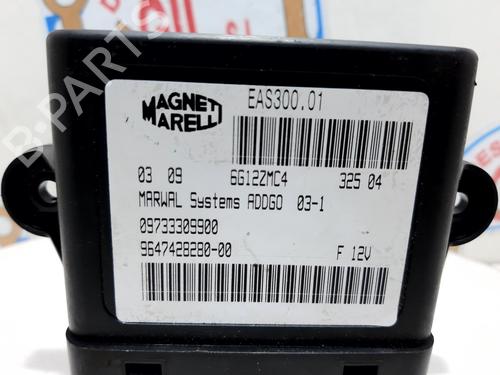 MAGNETI
MARELLI
EAS300.01
03 09 6G12ZMC4 325 04
MARWAL Systems ADDGO 03-1
09733309900
9647428280-00 F 12V
B-PARTS